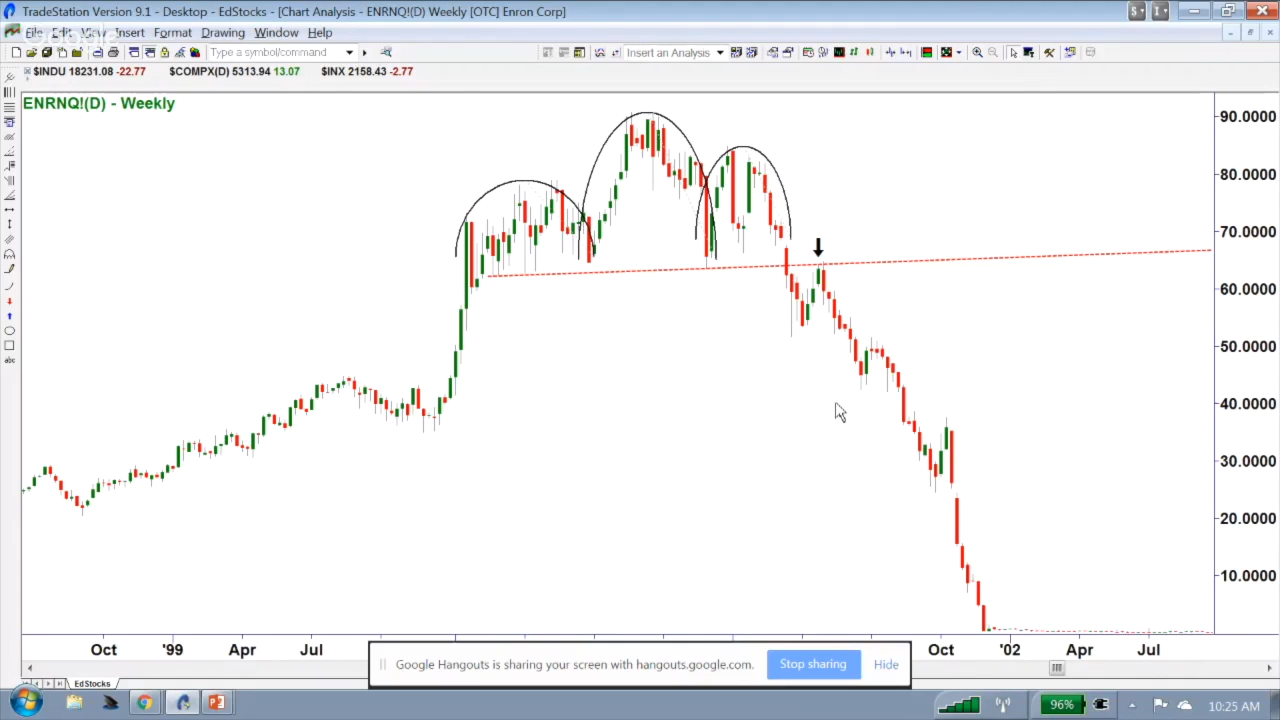 TradeStation Version 9.1 - Desktop - EdStocks - [Chart Analysis - ENRNQ!(D) Weekly [OTC] Enron Corp]
File Edit View Insert Format Drawing Window Help
Google
Type a symbol/command
Insert an Analysis
$INDU 18231.08 -22.77 $COMPX(D) 5313.94 13.07 $INX 2158.43 -2.77
ENRNQ!(D) - Weekly
90.0000
80.0000
70.0000
60.0000
50.0000
40.0000
30.0000
20.0000
10.0000
abc
Oct '99 Apr Jul Oct '02 Apr Jul
Google Hangouts is sharing your screen with hangouts.google.com. Stop sharing Hide
EdStocks
96% 10:25 AM